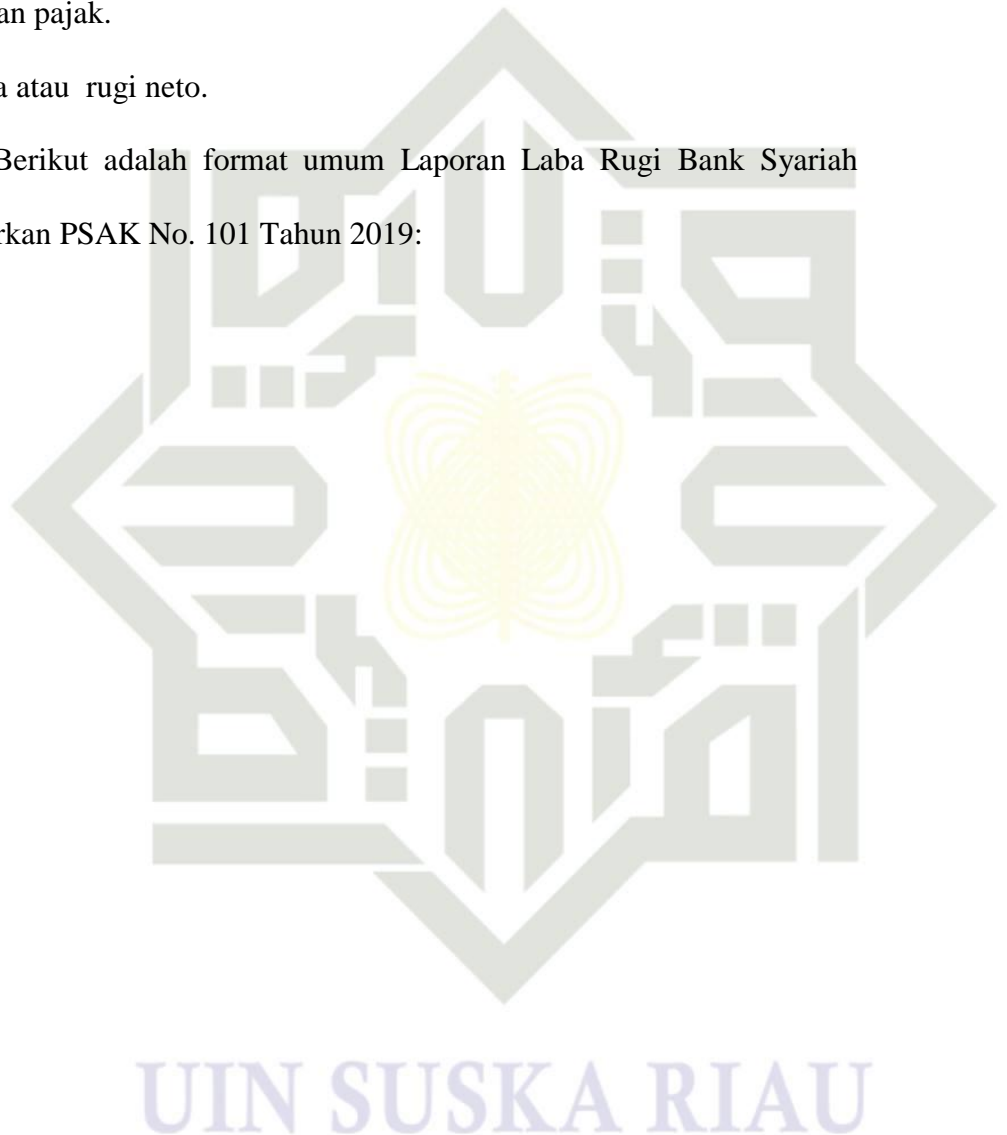 an pajak.
a atau rugi neto.
Berikut adalah format umum Laporan Laba Rugi Bank Syariah
rkan PSAK No. 101 Tahun 2019:
UIN SUSKA RIAU